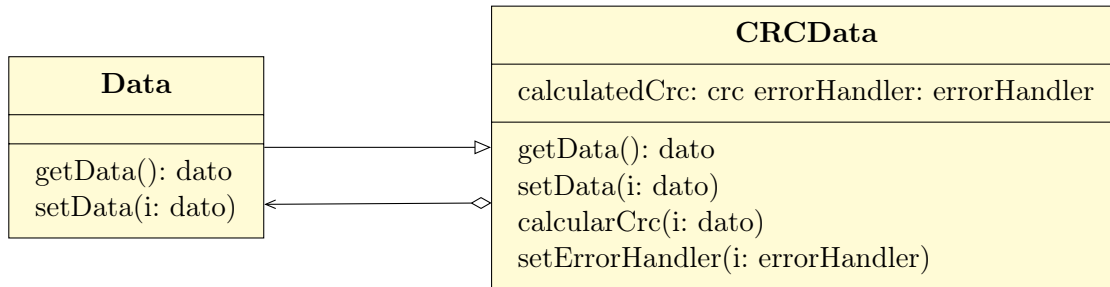 Data
getData(): dato
setData(i: dato)
CRCData
calculatedCrc: crc errorHandler: errorHandler
getData(): dato
setData(i: dato)
calcularCrc(i: dato)
setErrorHandler(i: errorHandler)